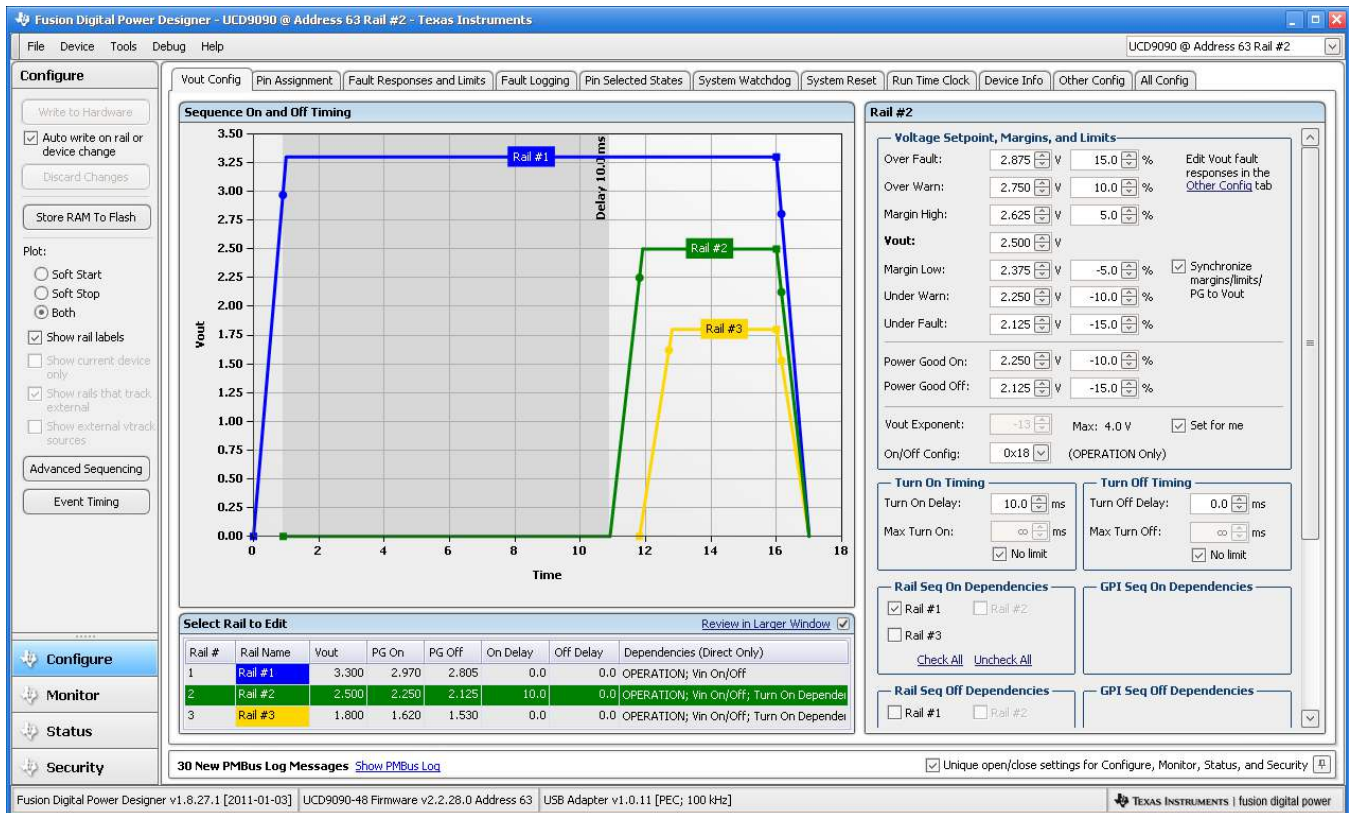 Fusion Digital Power Designer - UCD9090 @ Address 63 Rail #2 - Texas Instruments
File Device Tools Debug Help
UCD9090 @ Address 63 Rail #2
Configure
Write to Hardware
Auto write on rail or
device change
Discard Changes
Store RAM To Flash
Plot:
Soft Start
Soft Stop
Both
Show rail labels
Show current device
only
Show rails that track
external
Show external vtrack
sources
Advanced Sequencing
Event Timing
Configure
Monitor
Status
Security
Vout Config Pin Assignment Fault Responses and Limits Fault Logging Pin Selected States System Watchdog System Reset Run Time Clock Device Info Other Config All Config
Sequence On and Off Timing
3.50
3.25
3.00
2.75
2.50
2.25
2.00
1.75
1.50
1.25
1.00
0.75
0.50
0.25
0.00
Vout
0 2 4 6 8 10 12 14 16 18
Time
Rail #1
Delay 10.0 ms
Rail #2
Rail #3
Select Rail to Edit Review in Larger Window
Rail # Rail Name Vout PG On PG Off On Delay Off Delay Dependencies (Direct Only)
1 Rail #1 3.300 2.970 2.805 0.0 0.0 OPERATION; Vin On/Off
2 Rail #2 2.500 2.250 2.125 10.0 0.0 OPERATION; Vin On/Off; Turn On Depender
3 Rail #3 1.800 1.620 1.530 0.0 0.0 OPERATION; Vin On/Off; Turn On Depender
Rail #2
Voltage Setpoint, Margins, and Limits
Over Fault: 2.875 V 15.0 %
Over Warn: 2.750 V 10.0 %
Edit Vout fault
responses in the
Other Config tab
Margin High: 2.625 V 5.0 %
Vout: 2.500 V
Margin Low: 2.375 V -5.0 %
Under Warn: 2.250 V -10.0 %
Synchronize
margins/limits/
PG to Vout
Under Fault: 2.125 V -15.0 %
Power Good On: 2.250 V -10.0 %
Power Good Off: 2.125 V -15.0 %
Vout Exponent: -13 Max: 4.0 V Set for me
On/Off Config: 0x18 (OPERATION Only)
Turn On Timing
Turn On Delay: 10.0 ms
Max Turn On: ∞ ms
No limit
Turn Off Timing
Turn Off Delay: 0.0 ms
Max Turn Off: ∞ ms
No limit
Rail Seq On Dependencies
Rail #1 Rail #2
Rail #3
Check All Uncheck All
GPI Seq On Dependencies
Rail Seq Off Dependencies
Rail #1 Rail #2
GPI Seq Off Dependencies
30 New PMBus Log Messages Show PMBus Log
Unique open/close settings for Configure, Monitor, Status, and Security
Fusion Digital Power Designer v1.8.27.1 [2011-01-03] UCD9090-48 Firmware v2.2.28.0 Address 63 USB Adapter v1.0.11 [PEC; 100 kHz] TEXAS INSTRUMENTS | fusion digital power